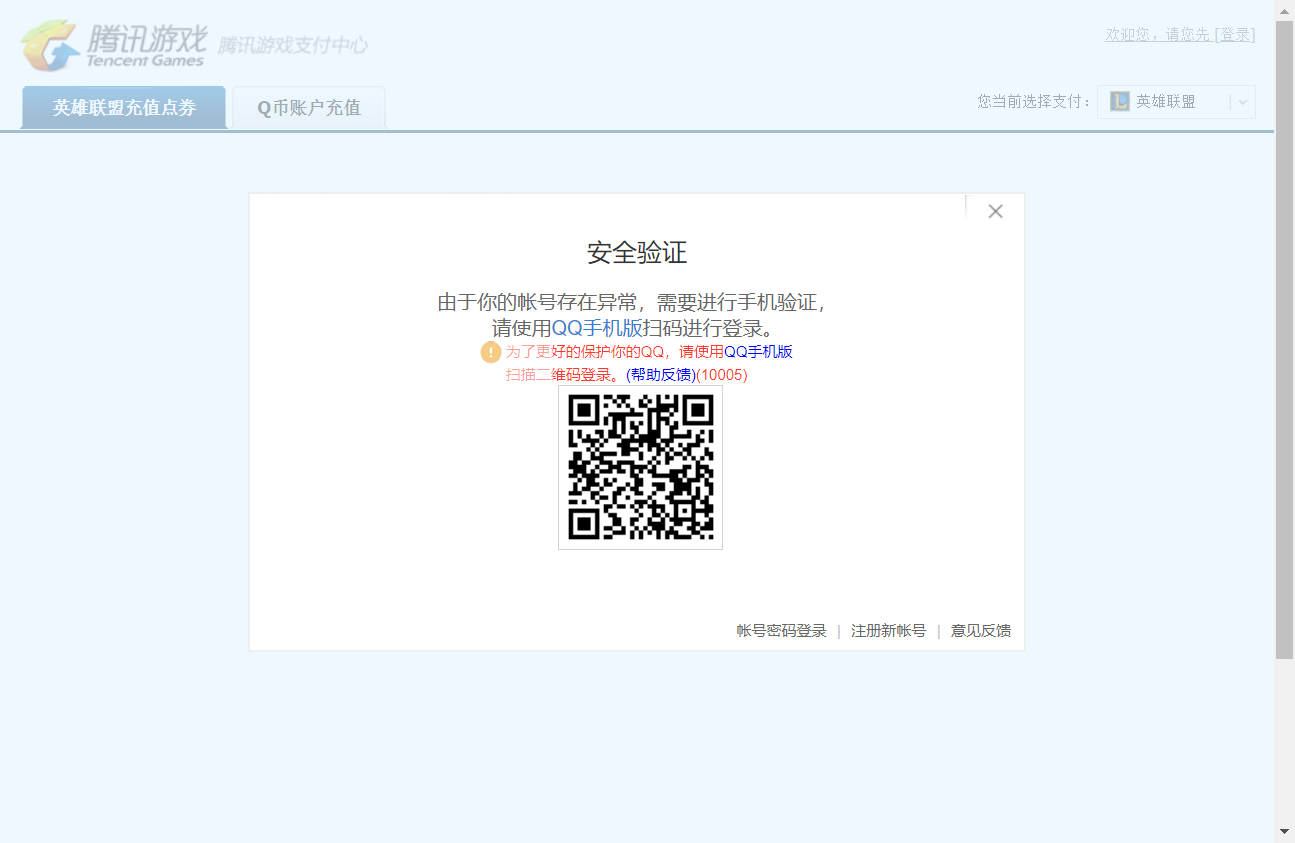 腾讯游戏
Tencent Games
腾讯游戏支付中心
欢迎您，请您先 [登录]
英雄联盟充值点券
Q币账户充值
您当前选择支付：
英雄联盟
安全验证
由于你的帐号存在异常，需要进行手机验证，
请使用QQ手机版扫码进行登录。
为了更好的保护你的QQ，请使用QQ手机版
扫描二维码登录。(帮助反馈)(10005)
帐号密码登录 | 注册新帐号 | 意见反馈